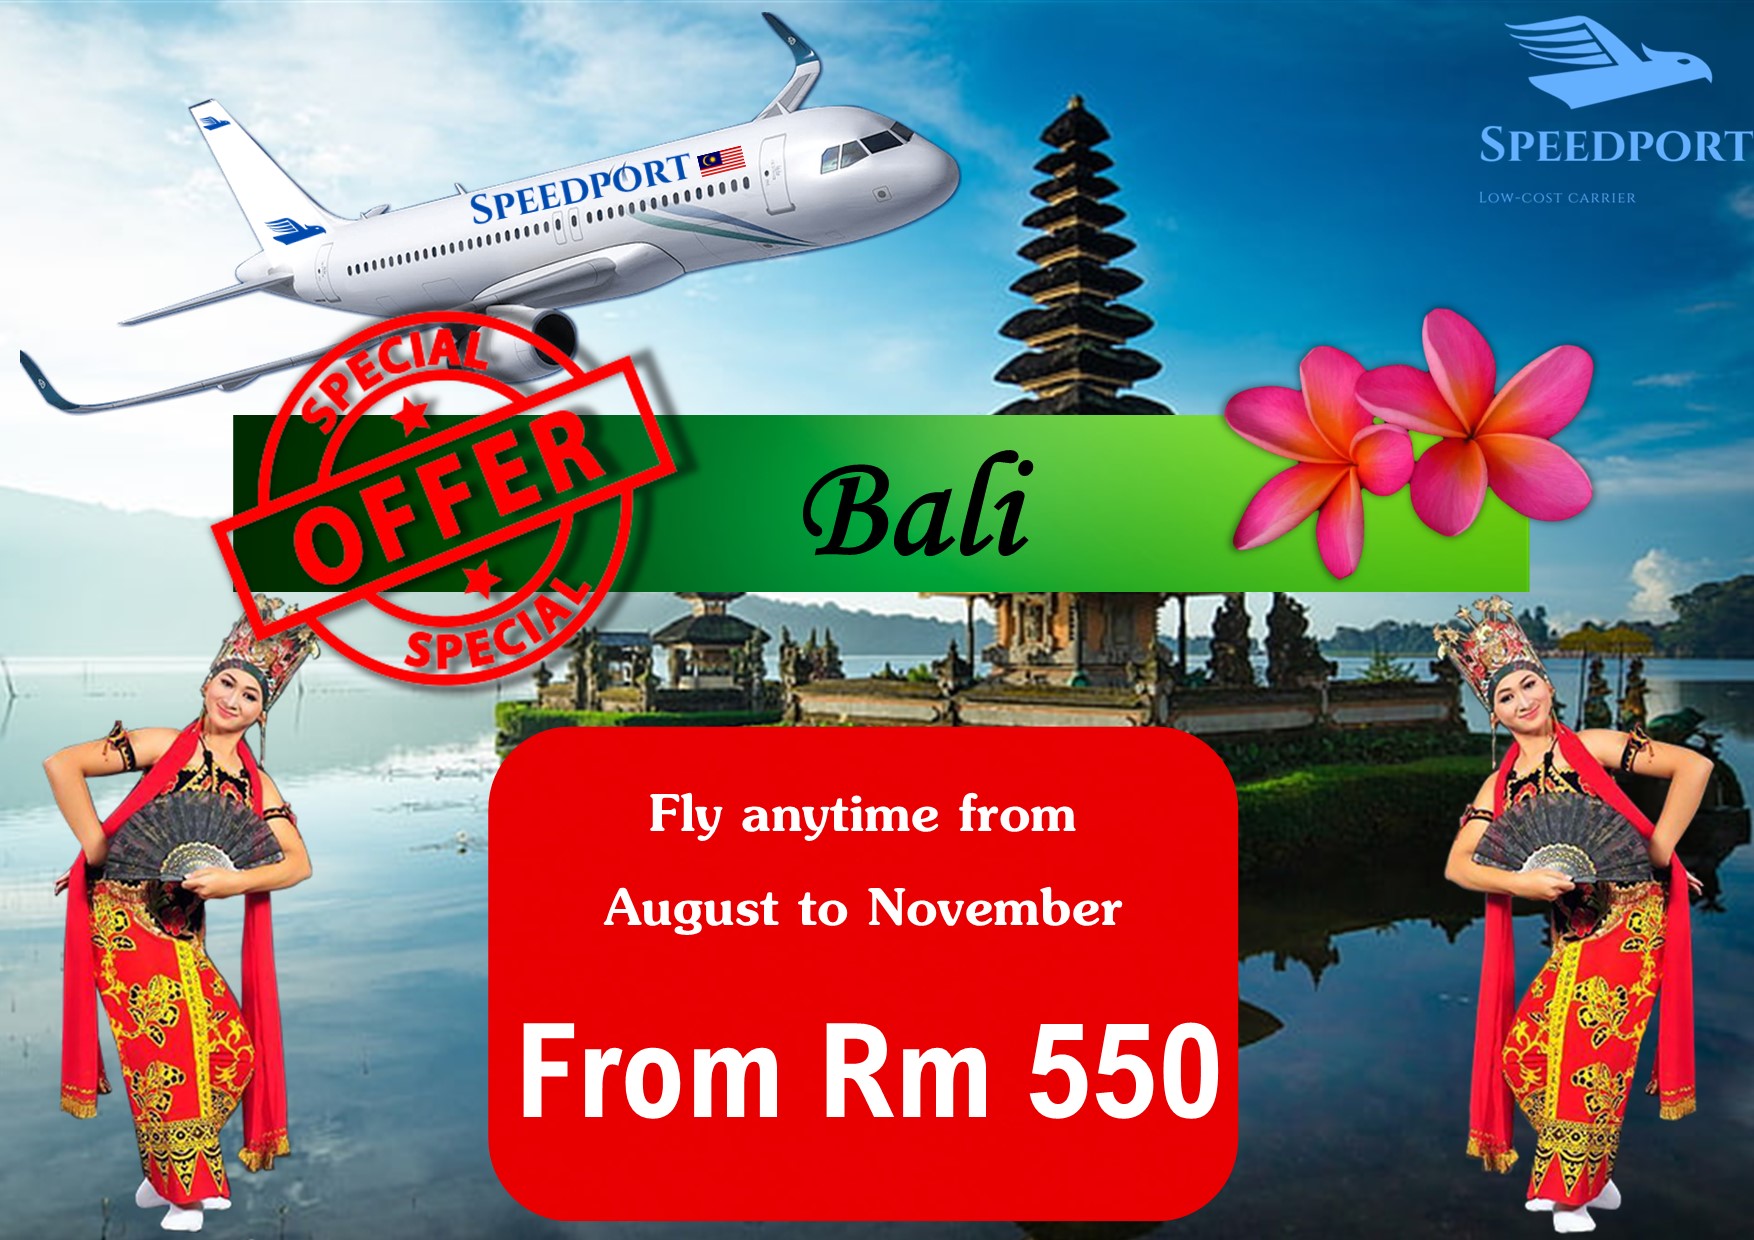 SPEEDPORT
SPEEDPORT
LOW-COST CARRIER
SPECIAL
OFFER
SPECIAL
Bali
Fly anytime from
August to November
From Rm 550